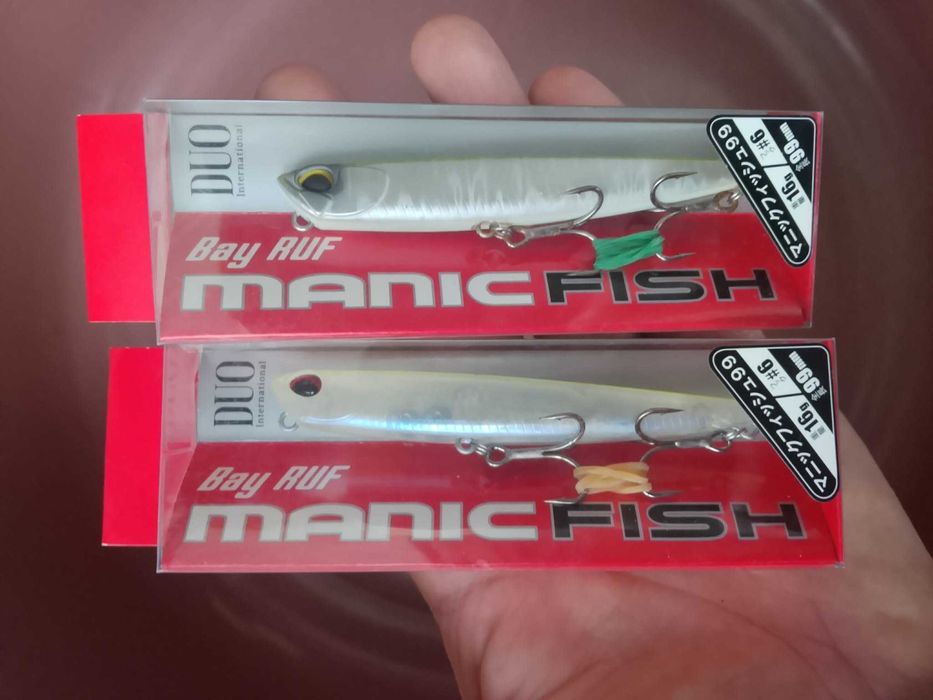 DUO
International
Bay RUF
MANIC FISH
マニックフィッシュ99
99mm
16g
#6
DUO
International
Bay RUF
MANIC FISH
マニックフィッシュ99
99mm
16g
#6